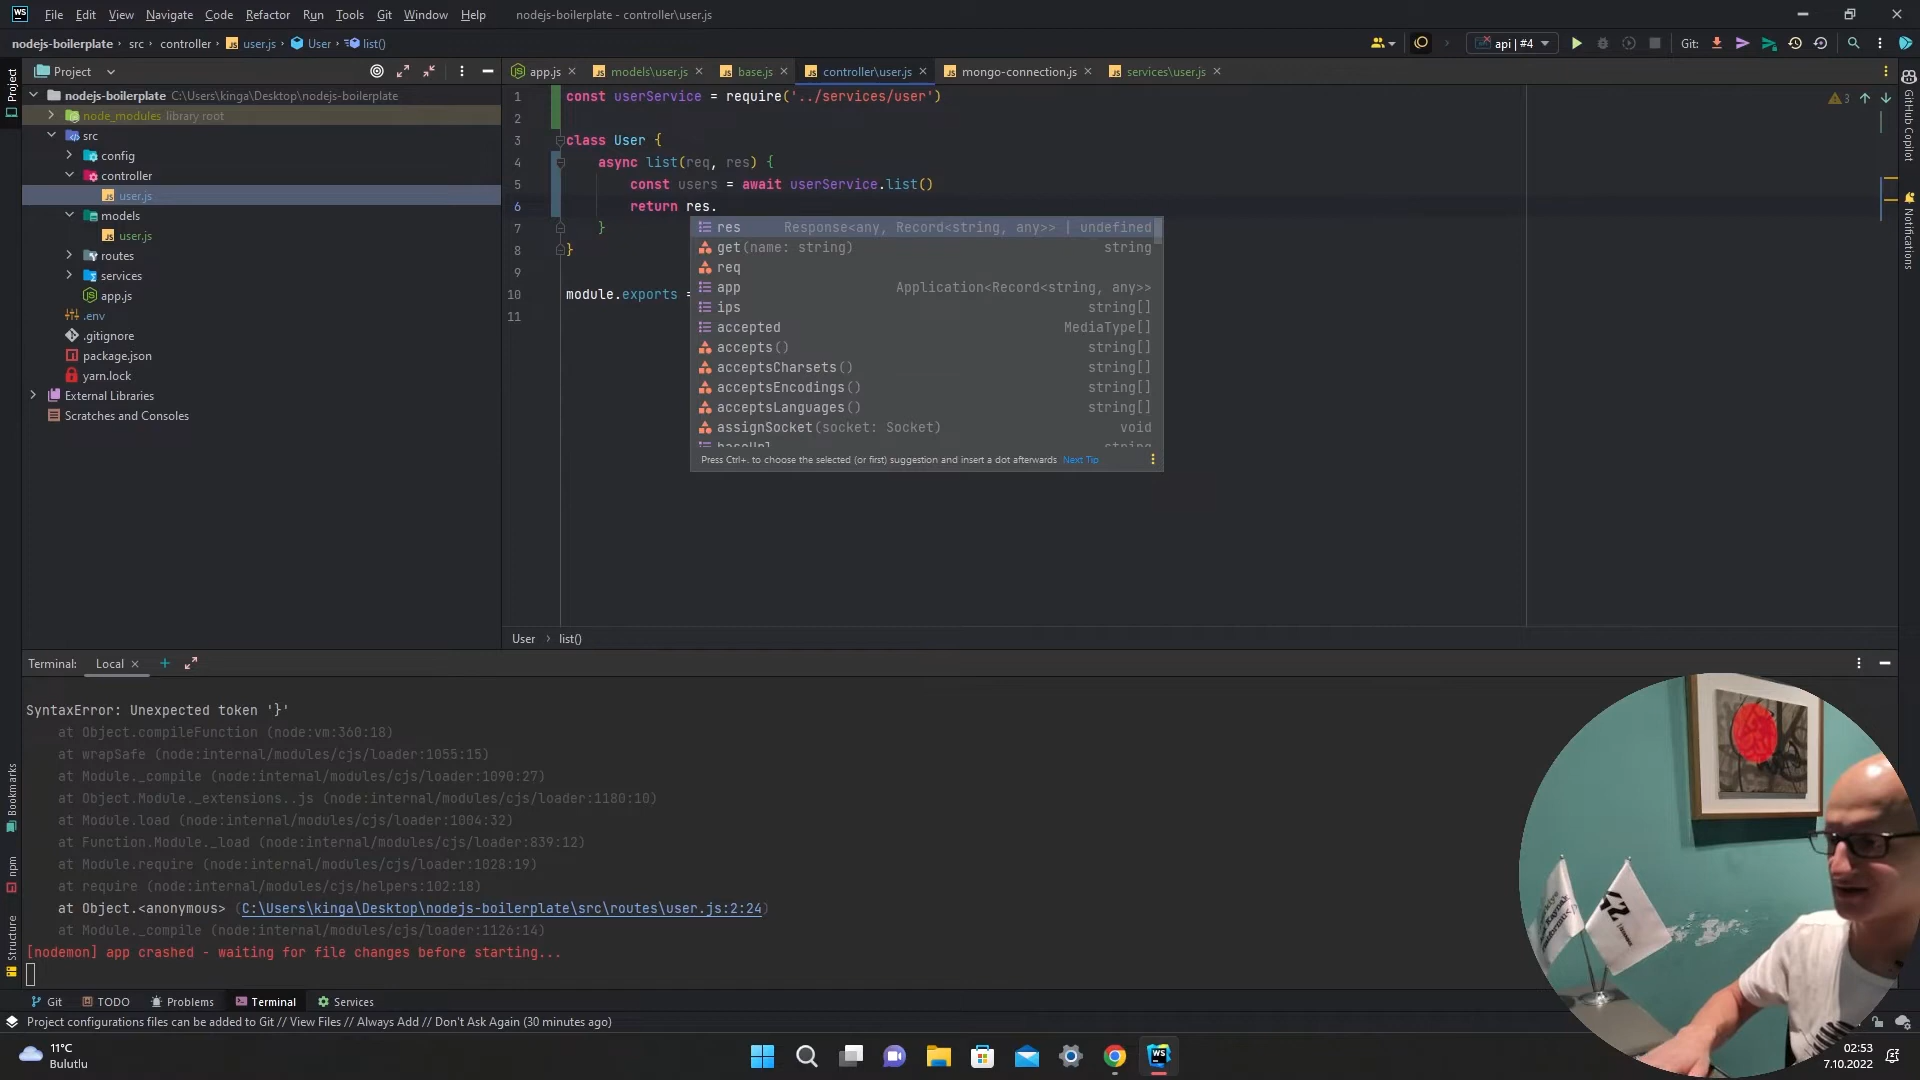 WS File Edit View Navigate Code Refactor Run Tools Git Window Help nodejs-boilerplate - controller\user.js
nodejs-boilerplate › src › controller › user.js › User › list() api | #4 Git:
Project
Project
app.js models\user.js base.js controller\user.js mongo-connection.js services\user.js
nodejs-boilerplate C:\Users\kinga\Desktop\nodejs-boilerplate
node_modules library root
src
config
controller
user.js
models
user.js
routes
services
app.js
.env
.gitignore
package.json
yarn.lock
External Libraries
Scratches and Consoles
1 const userService = require('../services/user')
2
3 class User {
4 async list(req, res) {
5 const users = await userService.list()
6 return res.
7 }
8 }
9
10 module.exports =
11
3
res Response<any, Record<string, any>> | undefined
get(name: string) string
req
app Application<Record<string, any>>
ips string[]
accepted MediaType[]
accepts() string[]
acceptsCharsets() string[]
acceptsEncodings() string[]
acceptsLanguages() string[]
assignSocket(socket: Socket) void
baseUrl string
Press Ctrl+. to choose the selected (or first) suggestion and insert a dot afterwards Next Tip
GitHub Copilot
Notifications
User › list()
Terminal: Local
SyntaxError: Unexpected token '}'
at Object.compileFunction (node:vm:360:18)
at wrapSafe (node:internal/modules/cjs/loader:1055:15)
at Module._compile (node:internal/modules/cjs/loader:1090:27)
at Object.Module._extensions..js (node:internal/modules/cjs/loader:1180:10)
at Module.load (node:internal/modules/cjs/loader:1004:32)
at Function.Module._load (node:internal/modules/cjs/loader:839:12)
at Module.require (node:internal/modules/cjs/loader:1028:19)
at require (node:internal/modules/cjs/helpers:102:18)
at Object.<anonymous> (C:\Users\kinga\Desktop\nodejs-boilerplate\src\routes\user.js:2:24)
at Module._compile (node:internal/modules/cjs/loader:1126:14)
[nodemon] app crashed - waiting for file changes before starting...
Bookmarks
npm
Structure
42
Git TODO Problems Terminal Services
Project configurations files can be added to Git // View Files // Always Add // Don't Ask Again (30 minutes ago)
11°C
Bulutlu
WS
02:53
7.10.2022